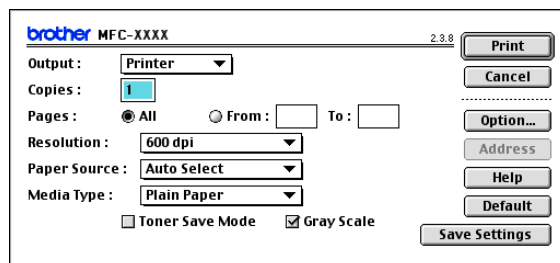 brother MFC-XXXX 2.3.8 Print
Output : Printer Cancel
Copies : 1
Pages : All From : To : Option...
Resolution : 600 dpi Address
Paper Source : Auto Select Help
Media Type : Plain Paper Default
Toner Save Mode Gray Scale Save Settings